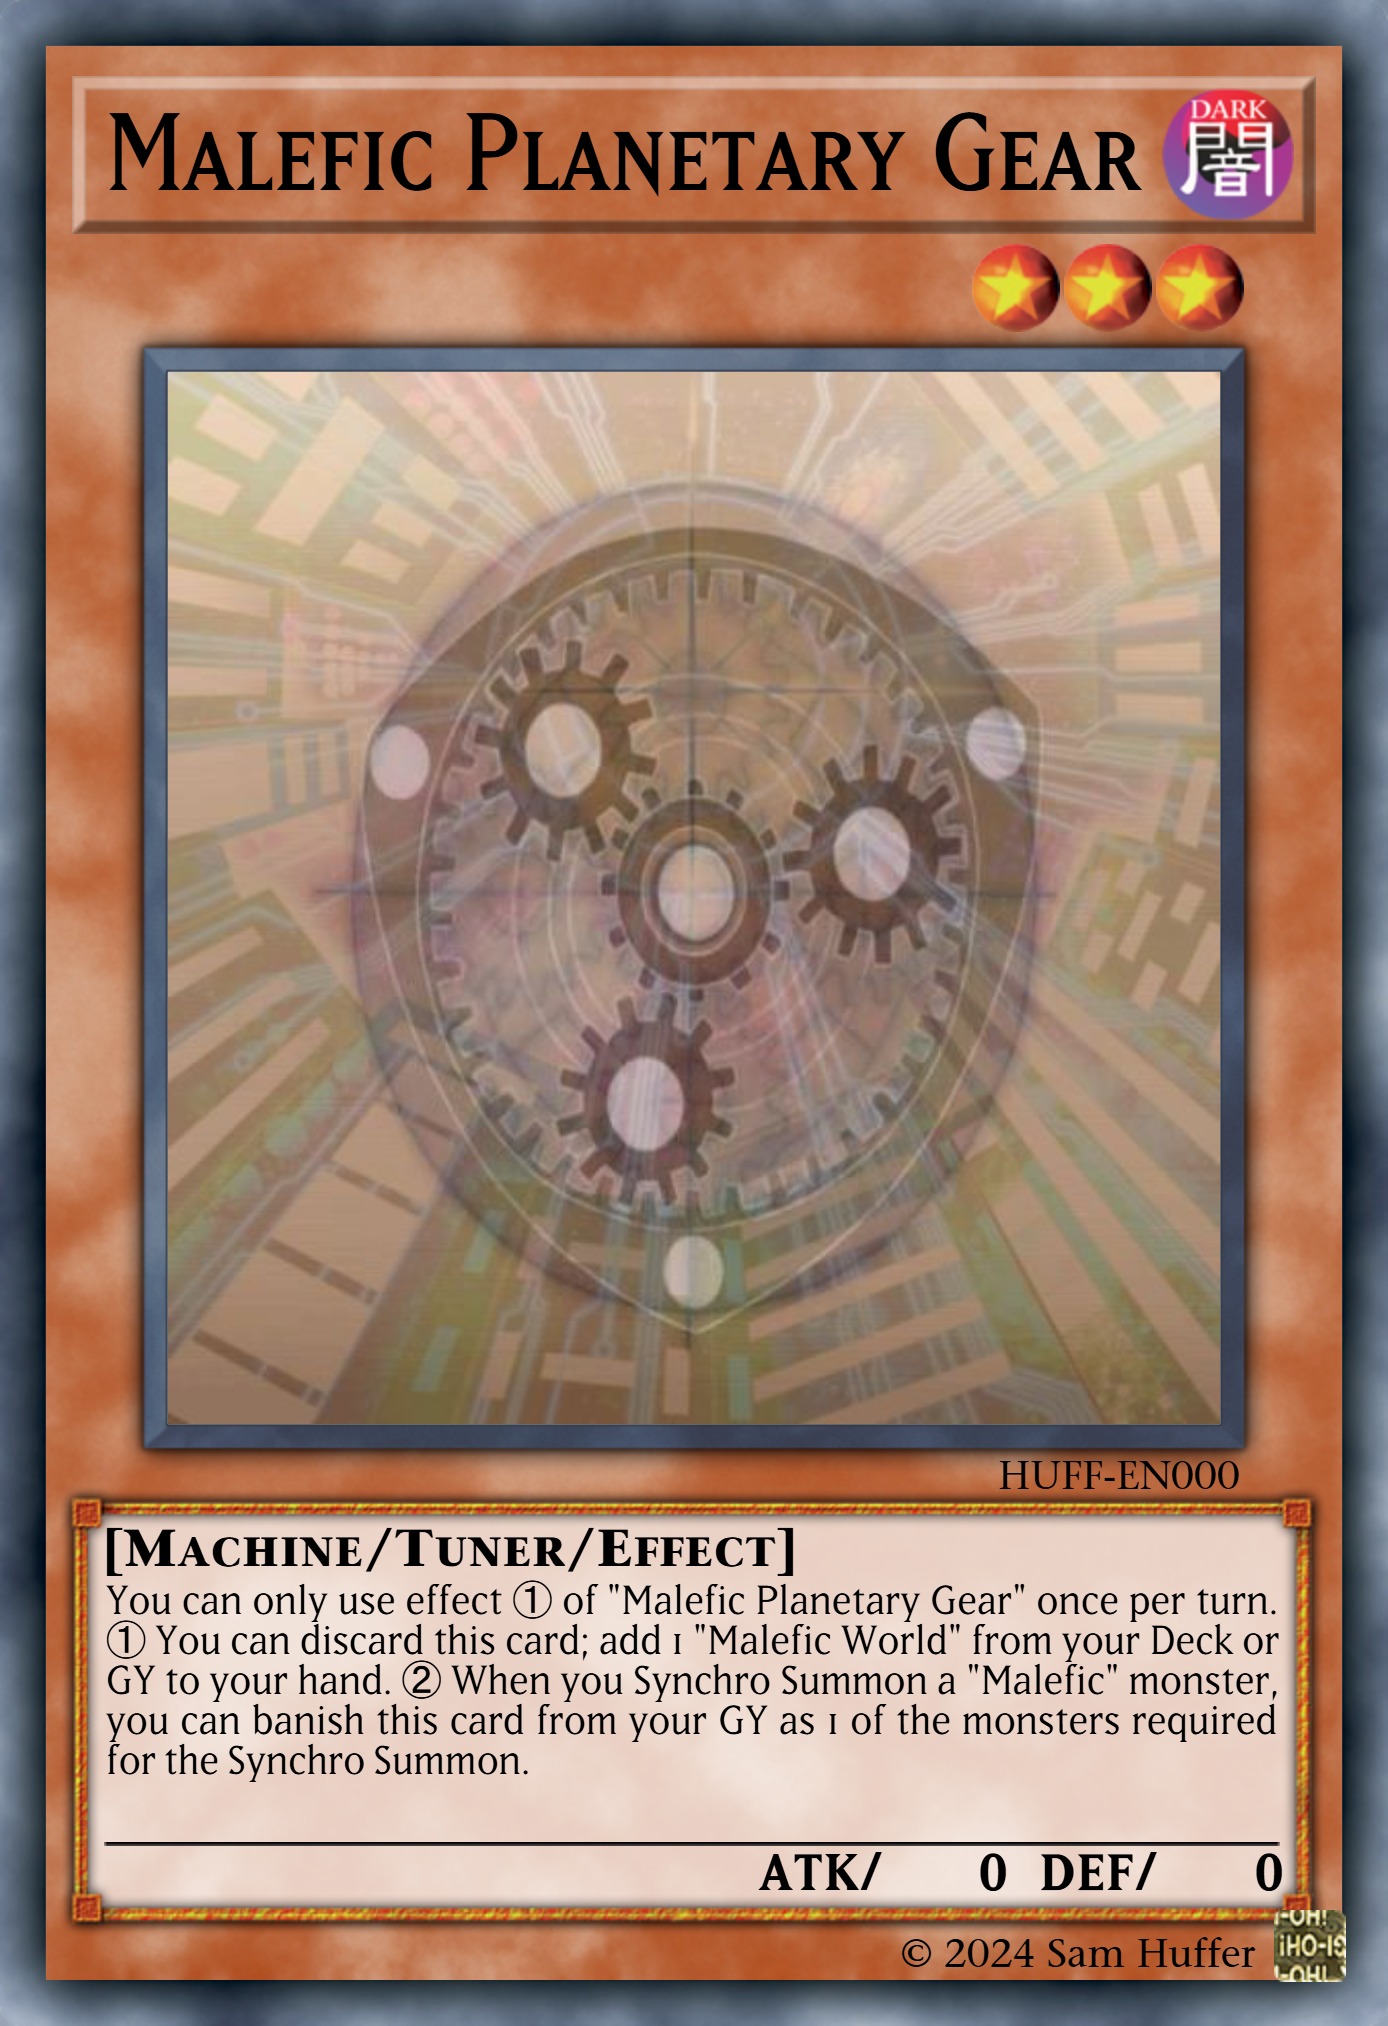 MALEFIC PLANETARY GEAR
DARK
闇
HUFF-EN000
[MACHINE/TUNER/EFFECT]
You can only use effect ① of "Malefic Planetary Gear" once per turn.
① You can discard this card; add 1 "Malefic World" from your Deck or
GY to your hand. ② When you Synchro Summon a "Malefic" monster,
you can banish this card from your GY as 1 of the monsters required
for the Synchro Summon.
ATK/ 0 DEF/ 0
© 2024 Sam Huffer